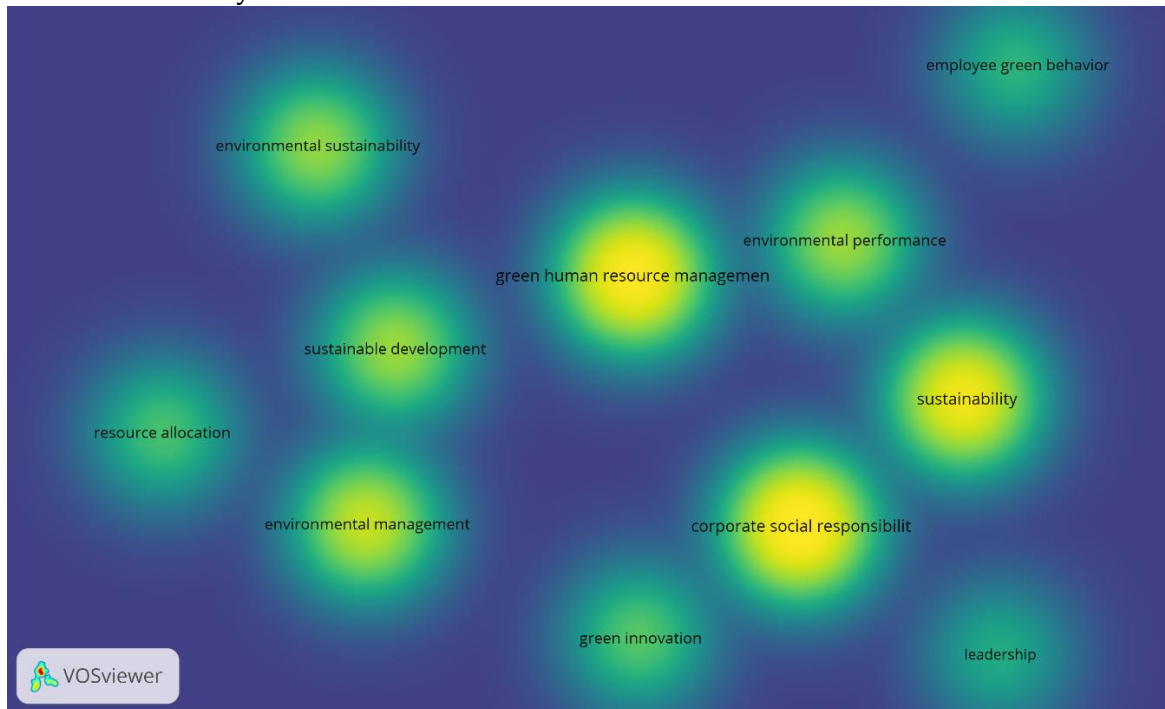 employee green behavior
environmental sustainability
environmental performance
green human resource managemen
sustainable development
sustainability
resource allocation
environmental management
corporate social responsibilit
green innovation
leadership
VOSviewer